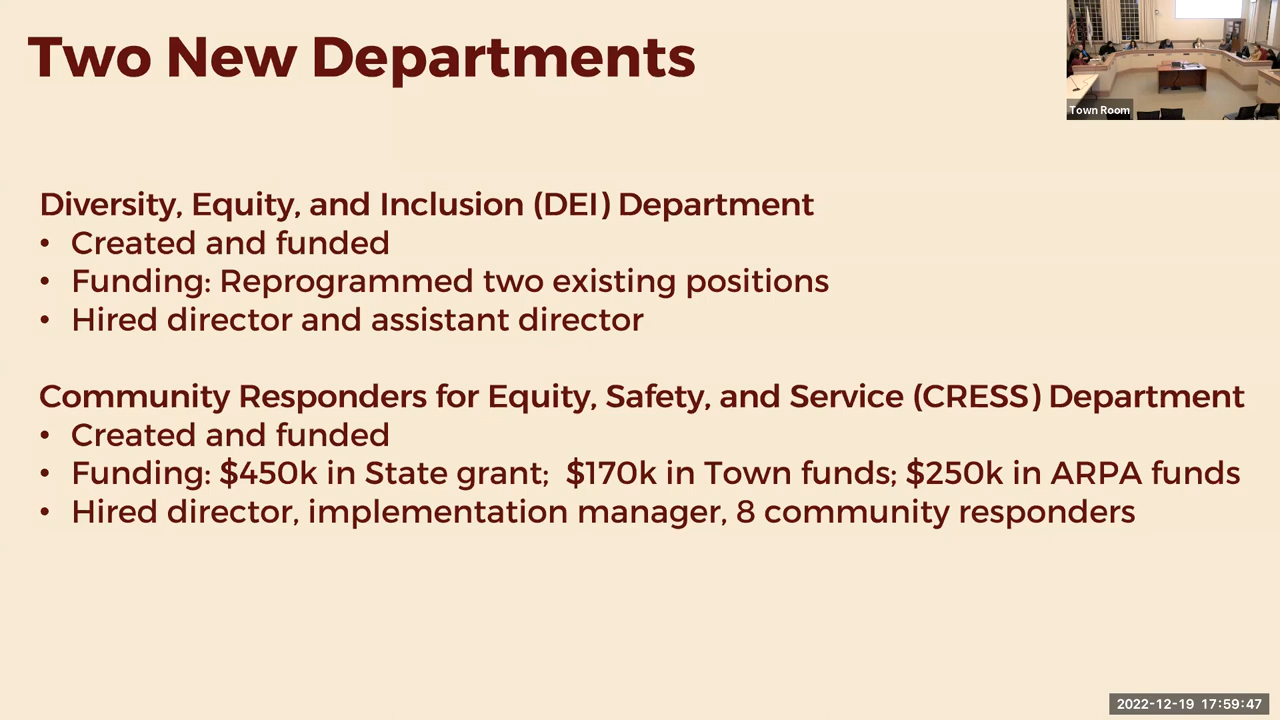 Two New Departments
Town Room
Diversity, Equity, and Inclusion (DEI) Department
• Created and funded
• Funding: Reprogrammed two existing positions
• Hired director and assistant director
Community Responders for Equity, Safety, and Service (CRESS) Department
• Created and funded
• Funding: $450k in State grant; $170k in Town funds; $250k in ARPA funds
• Hired director, implementation manager, 8 community responders
2022-12-19 17:59:47